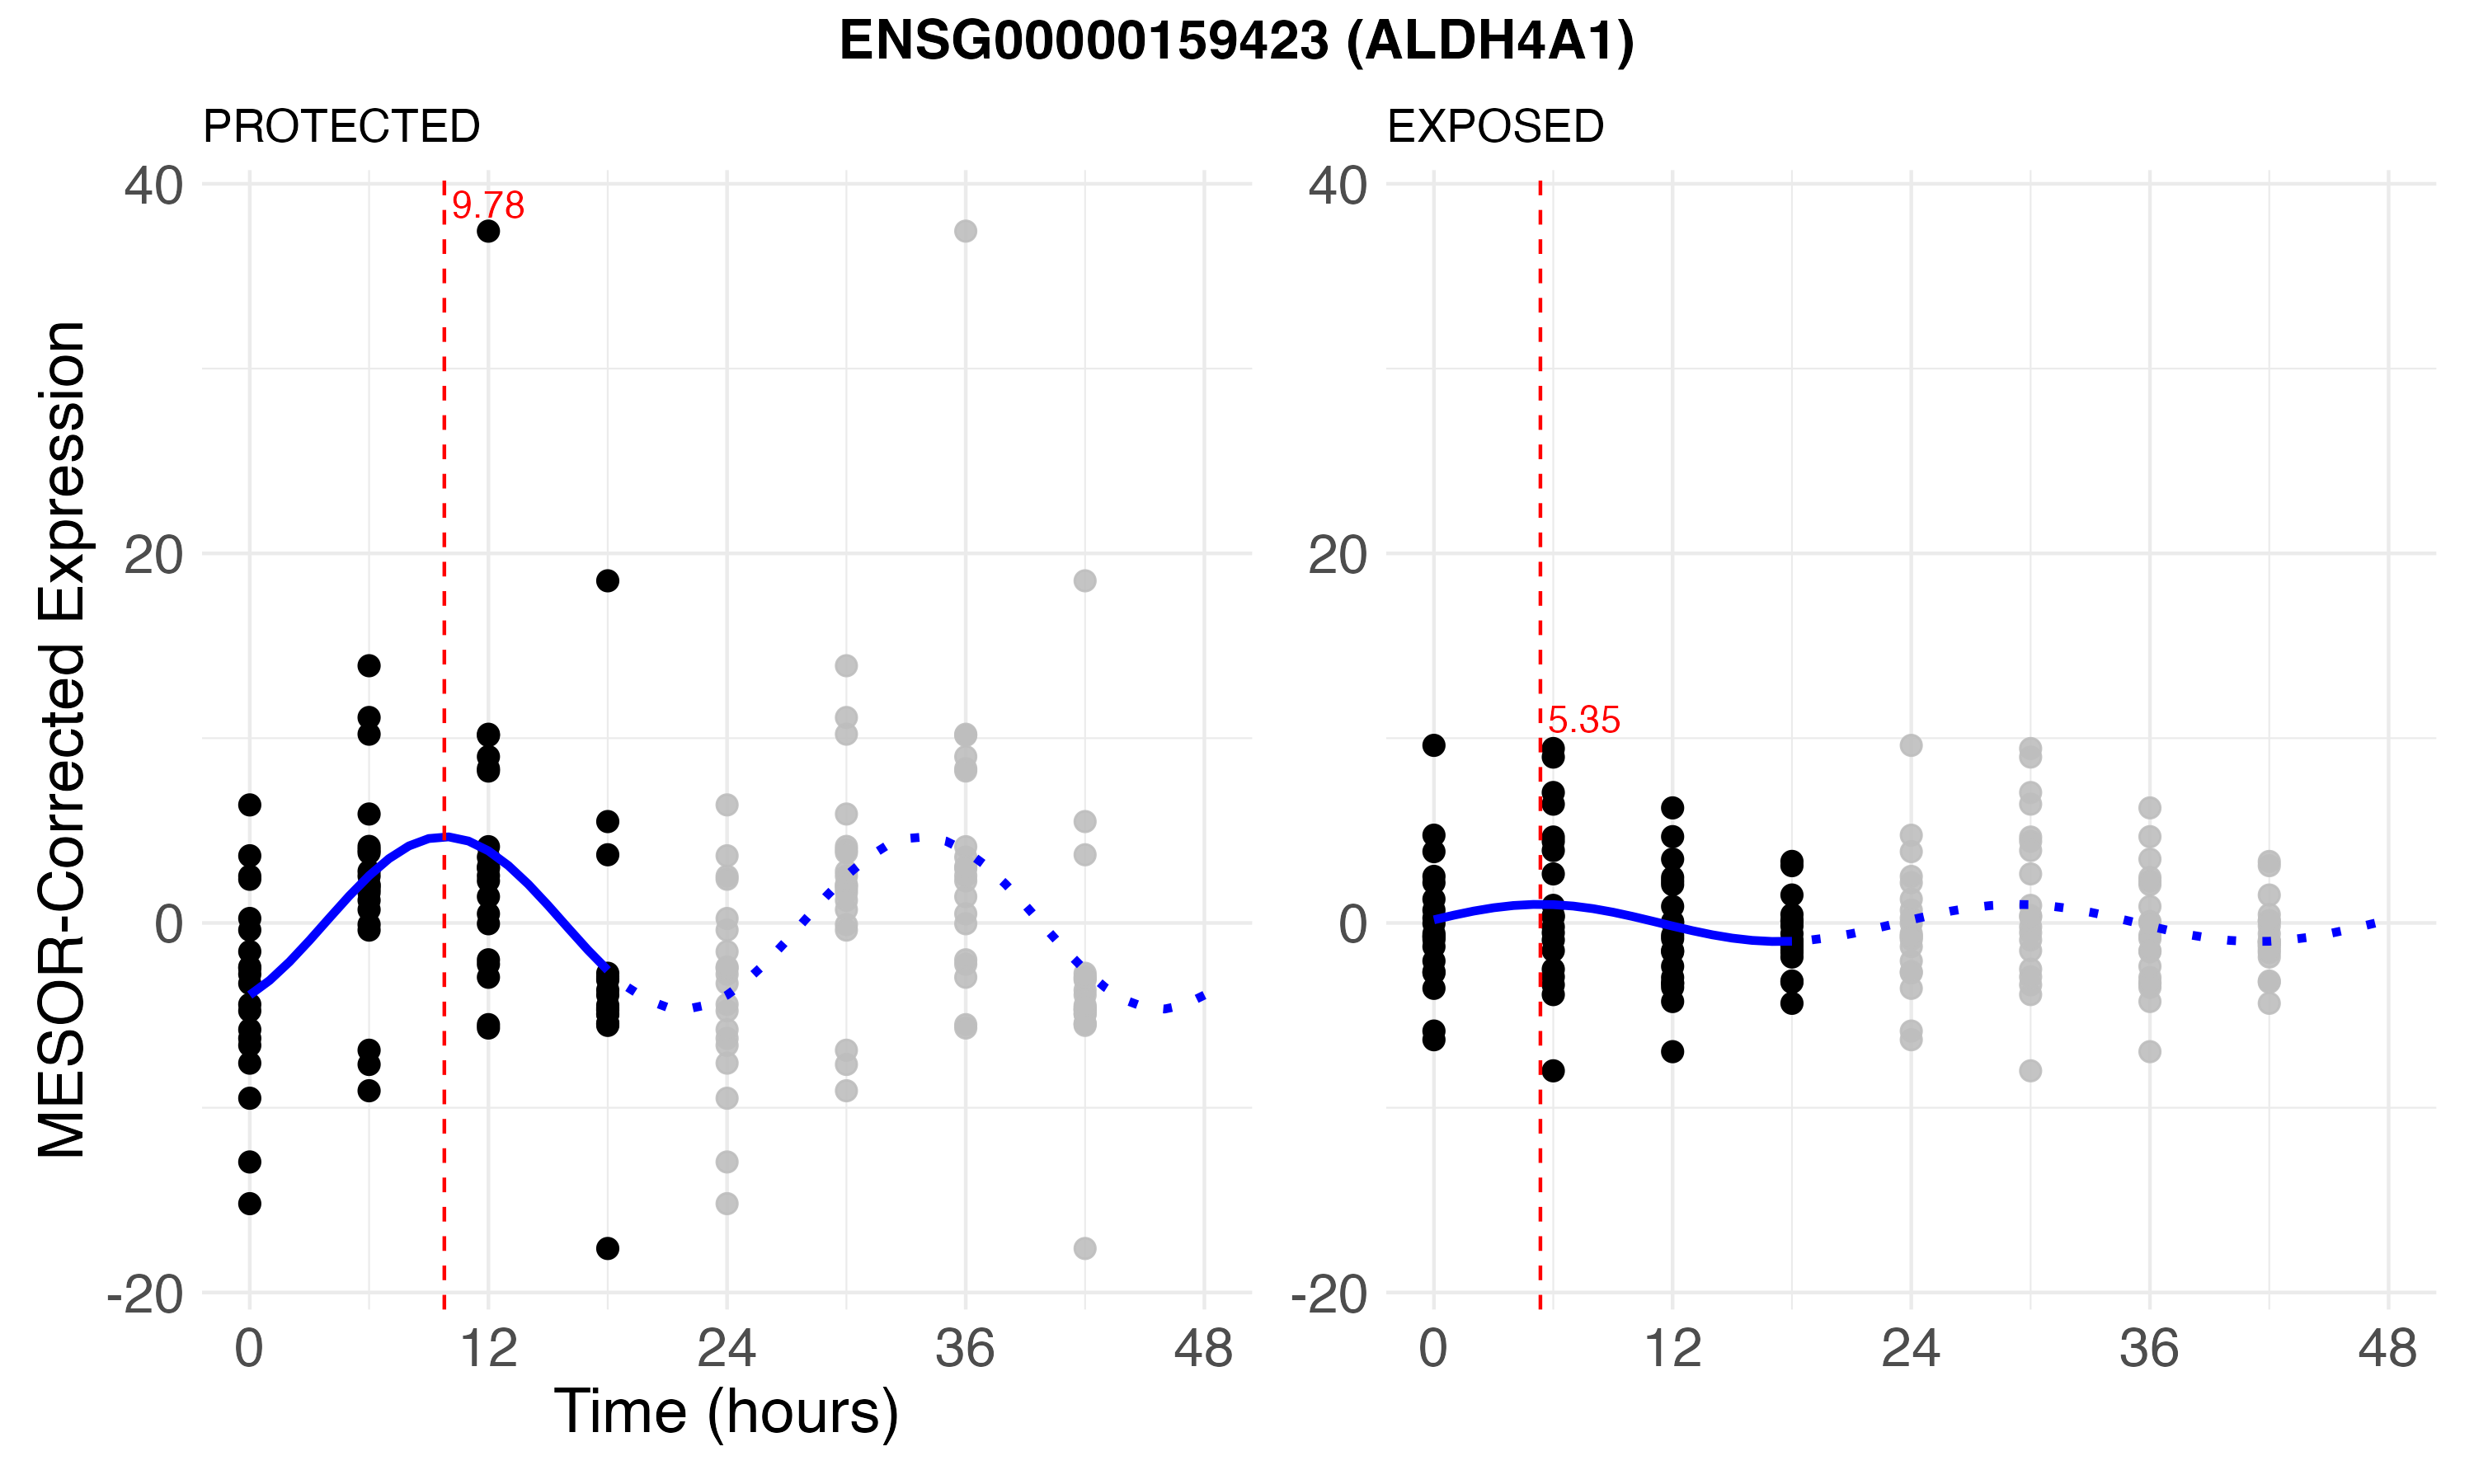 ENSG00000159423 (ALDH4A1)
PROTECTED
EXPOSED
MESOR-Corrected Expression
40
20
0
-20
9.78
0 12 24 36 48
Time (hours)
40
20
0
-20
5.35
0 12 24 36 48